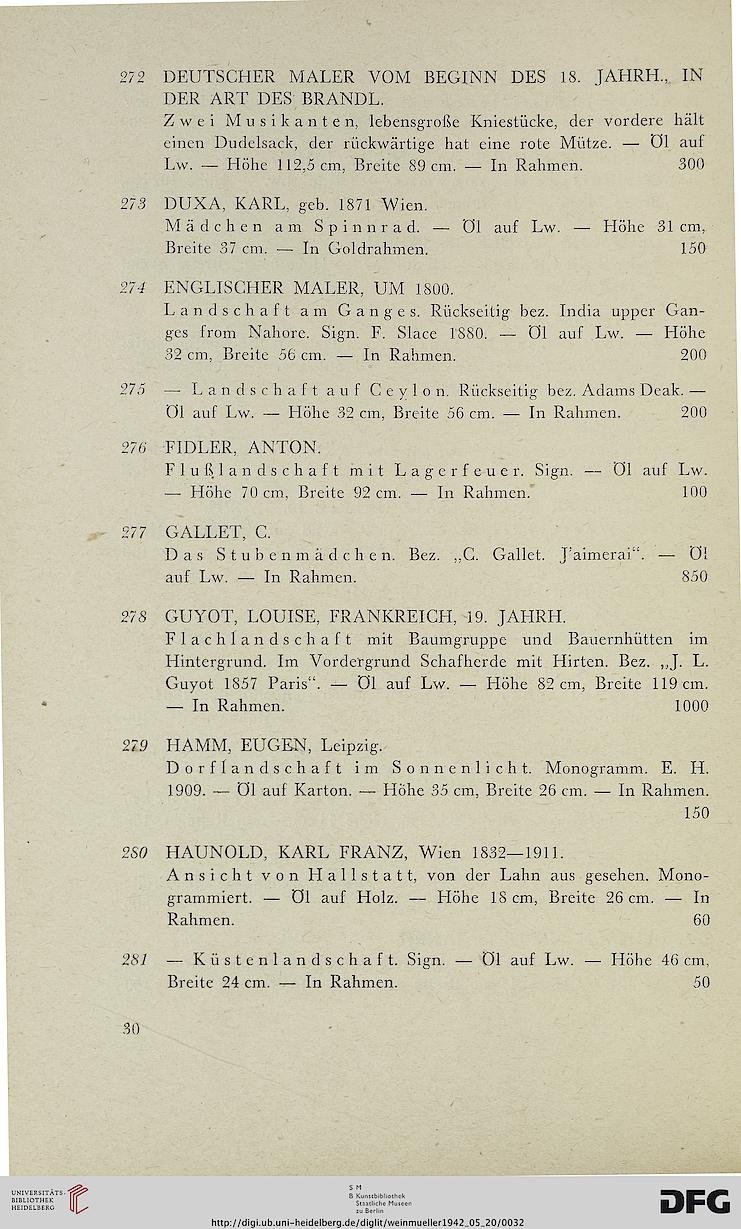 272 DEUTSCHER MALER VOM BEGINN DES 18. JAHRH., IN
DER ART DES BRANDL.
Zwei Musikanten, lebensgroße Kniestücke, der vordere hält
einen Dudelsack, der rückwärtige hat eine rote Mütze. — Öl auf
Lw. — Höhe 112,5 cm, Breite 89 cm. — In Rahmen. 300
273 DUXA, KARL, geb. 1871 Wien.
Mädchen am Spinnrad. — Öl auf Lw. — Höhe 31 cm,
Breite 37 cm. — In Goldrahmen. 150
274 ENGLISCHER MALER, UM 1800.
Landschaft am Ganges. Rückseitig bez. India upper Gan-
ges from Nahore. Sign. F. Slace 1880. — Öl auf Lw. — Höhe
32 cm, Breite 56 cm. — In Rahmen. 200
275 — Landschaft auf Ceylon. Rückseitig bez. Adams Deak. —
Öl auf Lw. — Höhe 32 cm, Breite 56 cm. — In Rahmen. 200
276 FIDLER, ANTON.
Flußlandschaft mit Lagerfeuer. Sign. — Öl auf Lw.
— Höhe 70 cm, Breite 92 cm. — In Rahmen. 100
277 GALLET, C.
Das Stubenmädchen. Bez. „C. Gallet. J'aimerai“. — Öl
auf Lw. — In Rahmen. 850
278 GUYOT, LOUISE, FRANKREICH, 19. JAHRH.
Flachlandschaft mit Baumgruppe und Bauernhütten im
Hintergrund. Im Vordergrund Schafherde mit Hirten. Bez. „J. L.
Guyot 1857 Paris“. — Öl auf Lw. — Höhe 82 cm, Breite 119 cm.
— In Rahmen. 1000
279 HAMM, EUGEN, Leipzig.
Dorflandschaft im Sonnenlicht. Monogramm. E. H.
1909. — Öl auf Karton. — Höhe 35 cm, Breite 26 cm. — In Rahmen.
150
280 HAUNOLD, KARL FRANZ, Wien 1832—1911.
Ansicht von Hallstatt, von der Lahn aus gesehen. Mono-
grammiert. — Öl auf Holz. — Höhe 18 cm, Breite 26 cm. — In
Rahmen. 60
281 — Küstenlandschaft. Sign. — Öl auf Lw. — Höhe 46 cm,
Breite 24 cm. — In Rahmen. 50
30
UNIVERSITÄTS-
BIBLIOTHEK
HEIDELBERG
S M
B Kunstbibliothek
Staatliche Museen
zu Berlin
DFG
http://digi.ub.uni-heidelberg.de/diglit/weinmueller1942_05_20/0032